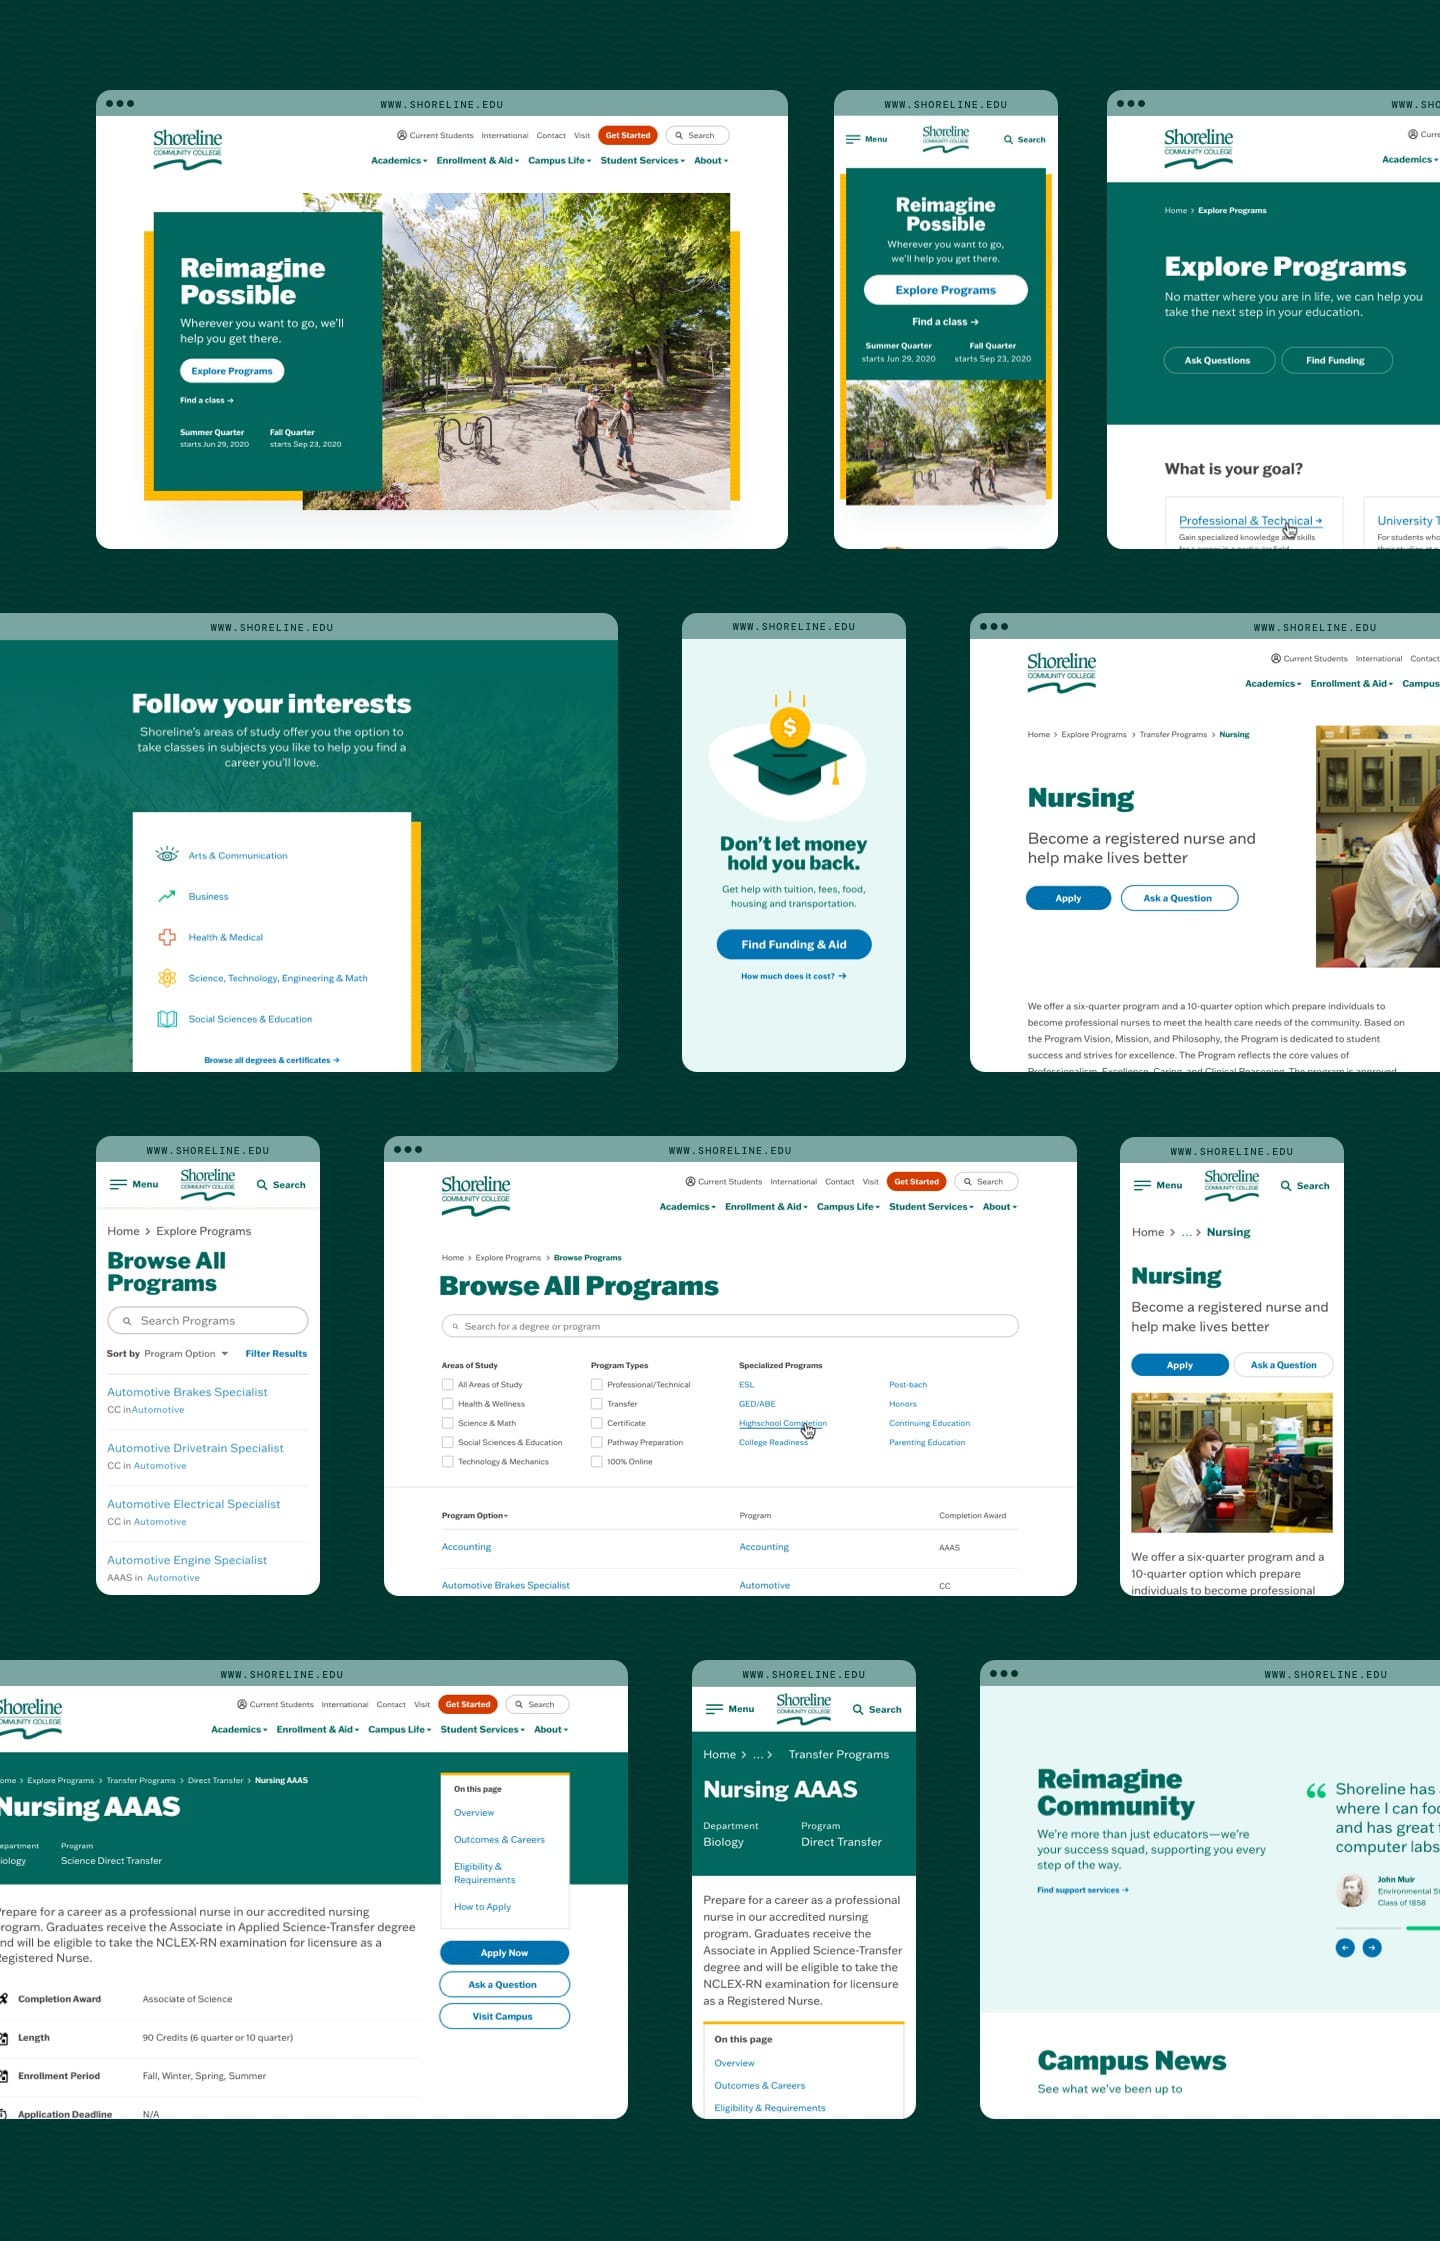 WWW.SHORELINE.EDU
Shoreline
COMMUNITY COLLEGE
Current Students International Contact Visit Get Started Search
Academics Enrollment & Aid Campus Life Student Services About
Reimagine
Possible
Wherever you want to go, we'll
help you get there.
Explore Programs
Find a class →
Summer Quarter Fall Quarter
starts Jun 29, 2020 starts Sep 23, 2020
WWW.SHORELINE.EDU
Menu
Shoreline
COMMUNITY COLLEGE
Search
Reimagine
Possible
Wherever you want to go,
we'll help you get there.
Explore Programs
Find a class →
Summer Quarter Fall Quarter
starts Jun 29, 2020 starts Sep 23, 2020
WWW.SHO
Shoreline
COMMUNITY COLLEGE
Curre
Academics
Home > Explore Programs
Explore Programs
No matter where you are in life, we can help you
take the next step in your education.
Ask Questions Find Funding
What is your goal?
Professional & Technical → University T
Gain specialized knowledge and skills For students who
WWW.SHORELINE.EDU
Follow your interests
Shoreline's areas of study offer you the option to
take classes in subjects you like to help you find a
career you'll love.
Arts & Communication
Business
Health & Medical
Science, Technology, Engineering & Math
Social Sciences & Education
Browse all degrees & certificates →
WWW.SHORELINE.EDU
$
Don't let money
hold you back.
Get help with tuition, fees, food,
housing and transportation.
Find Funding & Aid
How much does it cost? →
WWW.SHORELINE.EDU
Shoreline
COMMUNITY COLLEGE
Current Students International Contact
Academics Enrollment & Aid Campus
Home > Explore Programs > Transfer Programs > Nursing
Nursing
Become a registered nurse and
help make lives better
Apply Ask a Question
We offer a six-quarter program and a 10-quarter option which prepare individuals to
become professional nurses to meet the health care needs of the community. Based on
the Program Vision, Mission, and Philosophy, the Program is dedicated to student
success and strives for excellence. The Program reflects the core values of
Professionalism, Excellence, Caring, and Clinical Reasoning. The program is approved
WWW.SHORELINE.EDU
Menu
Shoreline
COMMUNITY COLLEGE
Search
Home > Explore Programs
Browse All
Programs
Search Programs
Sort by Program Option Filter Results
Automotive Brakes Specialist
CC in Automotive
Automotive Drivetrain Specialist
CC in Automotive
Automotive Electrical Specialist
CC in Automotive
Automotive Engine Specialist
AAAS in Automotive
WWW.SHORELINE.EDU
Shoreline
COMMUNITY COLLEGE
Current Students International Contact Visit Get Started Search
Academics Enrollment & Aid Campus Life Student Services About
Home > Explore Programs > Browse Programs
Browse All Programs
Search for a degree or program
Areas of Study Program Types Specialized Programs
All Areas of Study Professional/Technical ESL Post-bach
Health & Wellness Transfer GED/ABE Honors
Science & Math Certificate Highschool Completion Continuing Education
Social Sciences & Education Pathway Preparation College Readiness Parenting Education
Technology & Mechanics 100% Online
Program Option Program Completion Award
Accounting Accounting AAAS
Automotive Brakes Specialist Automotive CC
WWW.SHORELINE.EDU
Menu
Shoreline
COMMUNITY COLLEGE
Search
Home > ... > Nursing
Nursing
Become a registered nurse and
help make lives better
Apply Ask a Question
We offer a six-quarter program and a
10-quarter option which prepare
individuals to become professional
WWW.SHORELINE.EDU
Shoreline
COMMUNITY COLLEGE
Current Students International Contact Visit Get Started Search
Academics Enrollment & Aid Campus Life Student Services About
ome > Explore Programs > Transfer Programs > Direct Transfer > Nursing AAAS
Nursing AAAS
epartment Program
iology Science Direct Transfer
On this page
Overview
Outcomes & Careers
Eligibility &
Requirements
How to Apply
Apply Now
Ask a Question
Visit Campus
repare for a career as a professional nurse in our accredited nursing
rogram. Graduates receive the Associate in Applied Science-Transfer degree
nd will be eligible to take the NCLEX-RN examination for licensure as a
egistered Nurse.
Completion Award Associate of Science
Length 90 Credits (6 quarter or 10 quarter)
Enrollment Period Fall, Winter, Spring, Summer
Application Deadline N/A
WWW.SHORELINE.EDU
Menu
Shoreline
COMMUNITY COLLEGE
Search
Home > ... > Transfer Programs
Nursing AAAS
Department Program
Biology Direct Transfer
Prepare for a career as a professional
nurse in our accredited nursing
program. Graduates receive the
Associate in Applied Science-Transfer
degree and will be eligible to take the
NCLEX-RN examination for licensure
as a Registered Nurse.
On this page
Overview
Outcomes & Careers
Eligibility & Requirements
WWW.SHORELINE.EDU
Reimagine
Community
We're more than just educators—we're
your success squad, supporting you every
step of the way.
Find support services →
“ Shoreline has
where I can foc
and has great f
computer labs
John Muir
Environmental S
Class of 1858
Campus News
See what we've been up to